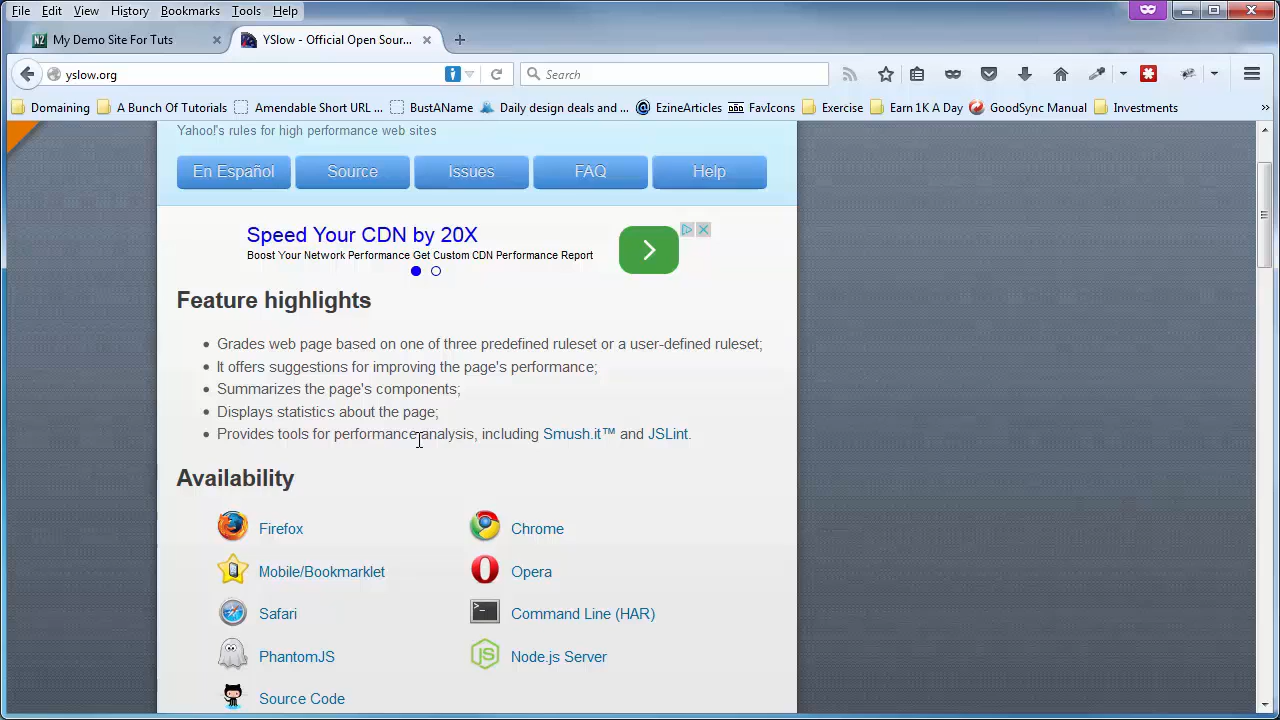 File Edit View History Bookmarks Tools Help
NZ My Demo Site For Tuts × YSlow - Official Open Sour... × +
yslow.org Search
Domaining A Bunch Of Tutorials Amendable Short URL ... BustAName Daily design deals and ... EzineArticles FavIcons Exercise Earn 1K A Day GoodSync Manual Investments »
Yahoo!'s rules for high performance web sites
En Español Source Issues FAQ Help
Speed Your CDN by 20X
Boost Your Network Performance Get Custom CDN Performance Report
Feature highlights
Grades web page based on one of three predefined ruleset or a user-defined ruleset;
It offers suggestions for improving the page's performance;
Summarizes the page's components;
Displays statistics about the page;
Provides tools for performance analysis, including Smush.it™ and JSLint.
Availability
Firefox Chrome
Mobile/Bookmarklet Opera
Safari Command Line (HAR)
PhantomJS Node.js Server
Source Code